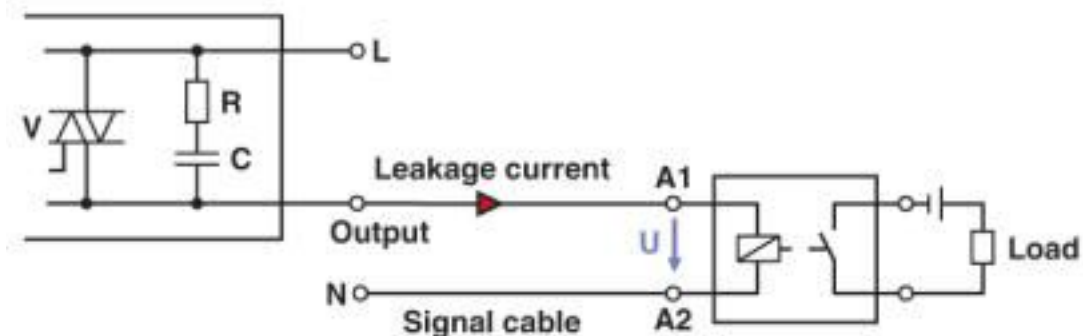 L
R
V
C
Leakage current
A1
Output
U
Load
N
A2
Signal cable